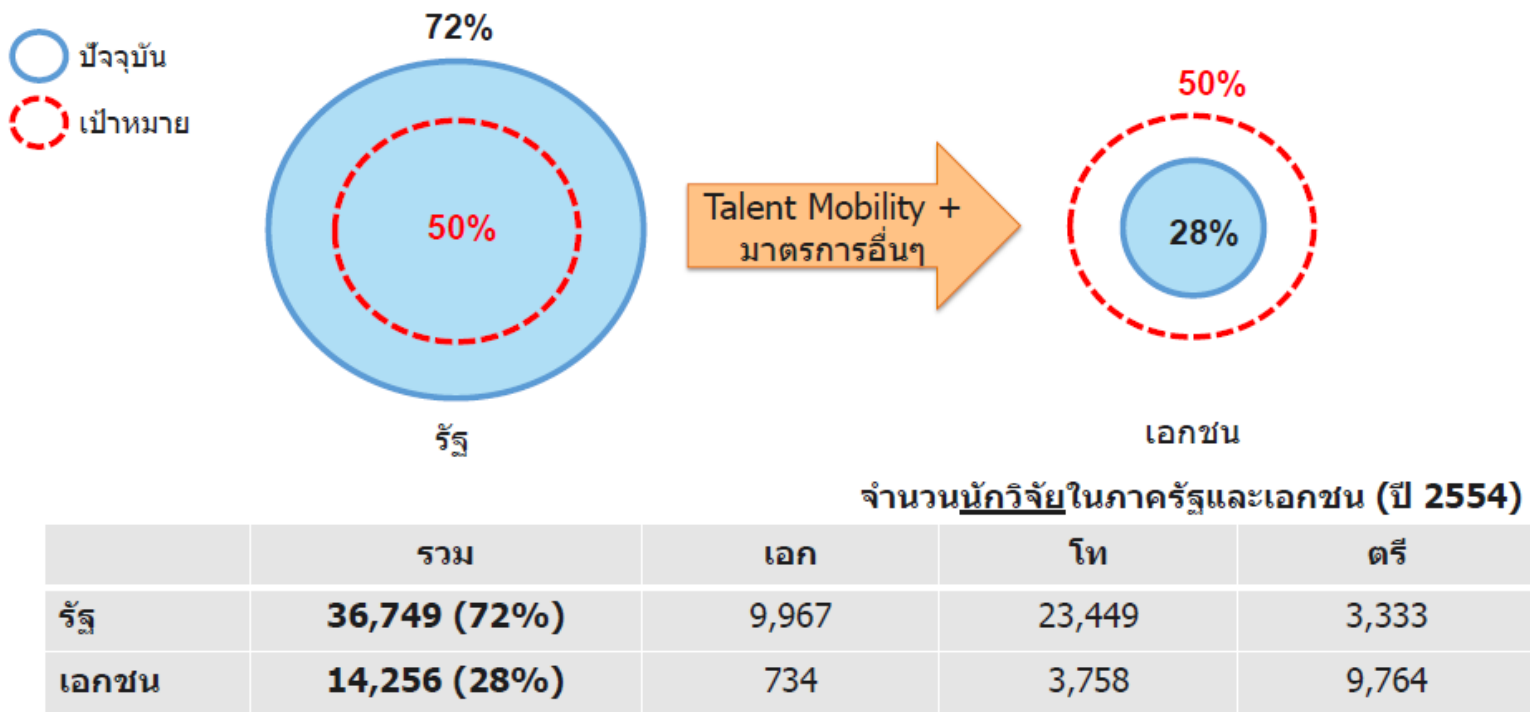 72%
ปัจจุบัน
50%
เป้าหมาย
Talent Mobility +
มาตรการอื่นๆ
50%
28%
รัฐ
เอกชน
จำนวนนักวิจัยในภาครัฐและเอกชน (ปี 2554)
รวม เอก โท ตรี
รัฐ 36,749 (72%) 9,967 23,449 3,333
เอกชน 14,256 (28%) 734 3,758 9,764